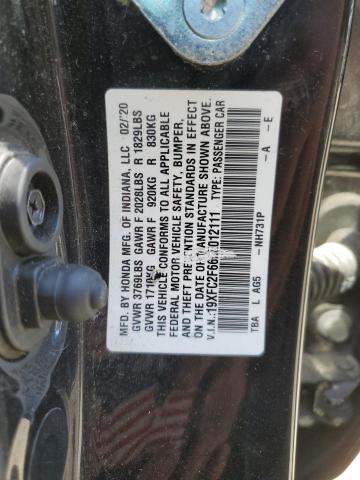 MFD. BY HONDA MFG. OF INDIANA, LLC 02/20
GVWR 3769LBS GAWR F 2028LBS R 1829LBS
GVWR GAWR F 920KG R 830KG
THIS VEHICLE CONFORMS TO ALL APPLICABLE
FEDERAL MOTOR VEHICLE SAFETY, BUMPER,
AND THEFT PREVENTION STANDARDS IN EFFECT
ON THE DATE OF MANUFACTURE SHOWN ABOVE.
V.I.N.: TYPE: PASSENGER CAR
TBA L AG5 -NH731P -A -E